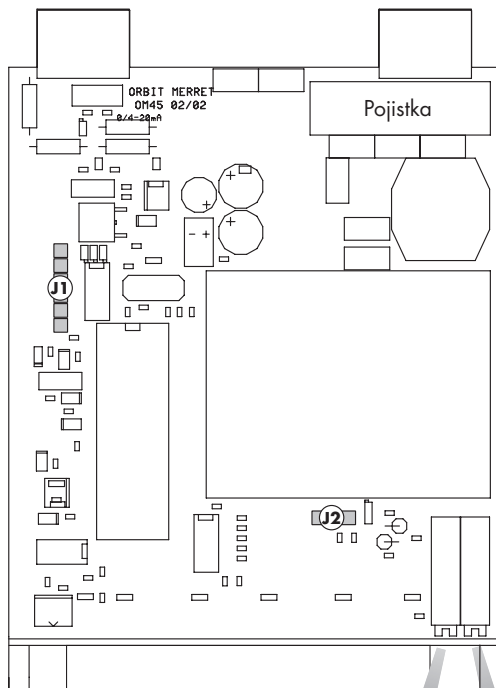 ORBIT MERRET
OM45 02/02
0/4-20mA
Pojistka
J1
J2